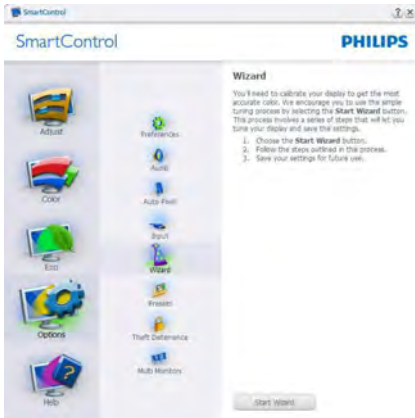 SmartControl
? ×
SmartControl
PHILIPS
Adjust
Color
Eco
Options
Help
Preferences
Audio
Auto Pivot
Input
Wizard
Presets
Theft Deterrence
Multi Monitors
Wizard
You'll need to calibrate your display to get the most
accurate color. We encourage you to use the simple
tuning process by selecting the Start Wizard button.
This process involves a series of steps that will let you
tune your display and save the settings.
1. Choose the Start Wizard button.
2. Follow the steps outlined in this process.
3. Save your settings for future use.
Start Wizard